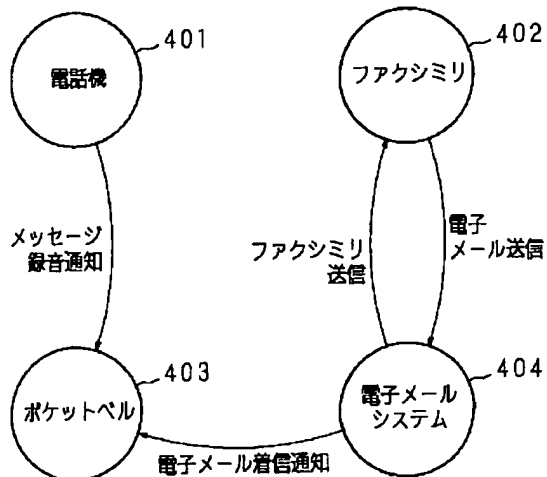 401
電話機
402
ファクシミリ
メッセージ
録音通知
ファクシミリ
送信
電子
メール送信
403
ポケットベル
404
電子メール
システム
電子メール着信通知